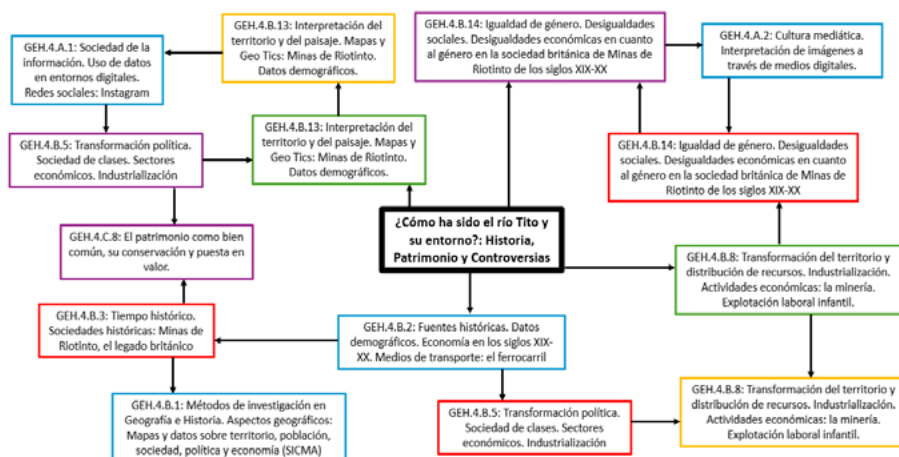 GEH.4.A.1: Sociedad de la
información. Uso de datos
en entornos digitales.
Redes sociales: Instagram
GEH.4.B.13: Interpretación del
territorio y del paisaje. Mapas y
Geo Tics: Minas de Riotinto.
Datos demográficos.
GEH.4.B.14: Igualdad de género. Desigualdades
sociales. Desigualdades económicas en cuanto
al género en la sociedad británica de Minas de
Riotinto de los siglos XIX-XX
GEH.4.A.2: Cultura mediática.
Interpretación de imágenes a
través de medios digitales.
GEH.4.B.5: Transformación política.
Sociedad de clases. Sectores
económicos. Industrialización
GEH.4.B.13: Interpretación del
territorio y del paisaje. Mapas y
Geo Tics: Minas de Riotinto.
Datos demográficos.
GEH.4.B.14: Igualdad de género. Desigualdades
sociales. Desigualdades económicas en cuanto
al género en la sociedad británica de Minas de
Riotinto de los siglos XIX-XX
¿Cómo ha sido el río Tito y
su entorno?: Historia,
Patrimonio y Controversias
GEH.4.C.8: El patrimonio como bien
común, su conservación y puesta en
valor.
GEH.4.B.8: Transformación del territorio y
distribución de recursos. Industrialización.
Actividades económicas: la minería.
Explotación laboral infantil.
GEH.4.B.3: Tiempo histórico.
Sociedades históricas: Minas de
Riotinto, el legado británico
GEH.4.B.2: Fuentes históricas. Datos
demográficos. Economía en los siglos XIX-
XX. Medios de transporte: el ferrocarril
GEH.4.B.1: Métodos de investigación en
Geografía e Historia. Aspectos geográficos:
Mapas y datos sobre territorio, población,
sociedad, política y economía (SICMA)
GEH.4.B.5: Transformación política.
Sociedad de clases. Sectores
económicos. Industrialización
GEH.4.B.8: Transformación del territorio y
distribución de recursos. Industrialización.
Actividades económicas: la minería.
Explotación laboral infantil.